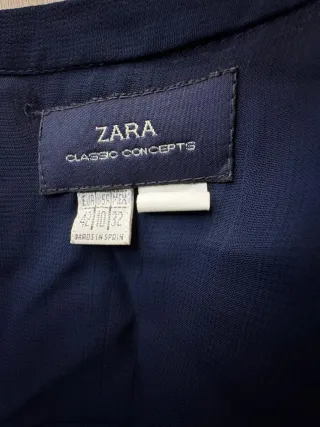 ZARA
CLASSIC CONCEPTS
EUR USA MEX
42 10 32
MADE IN SPAIN